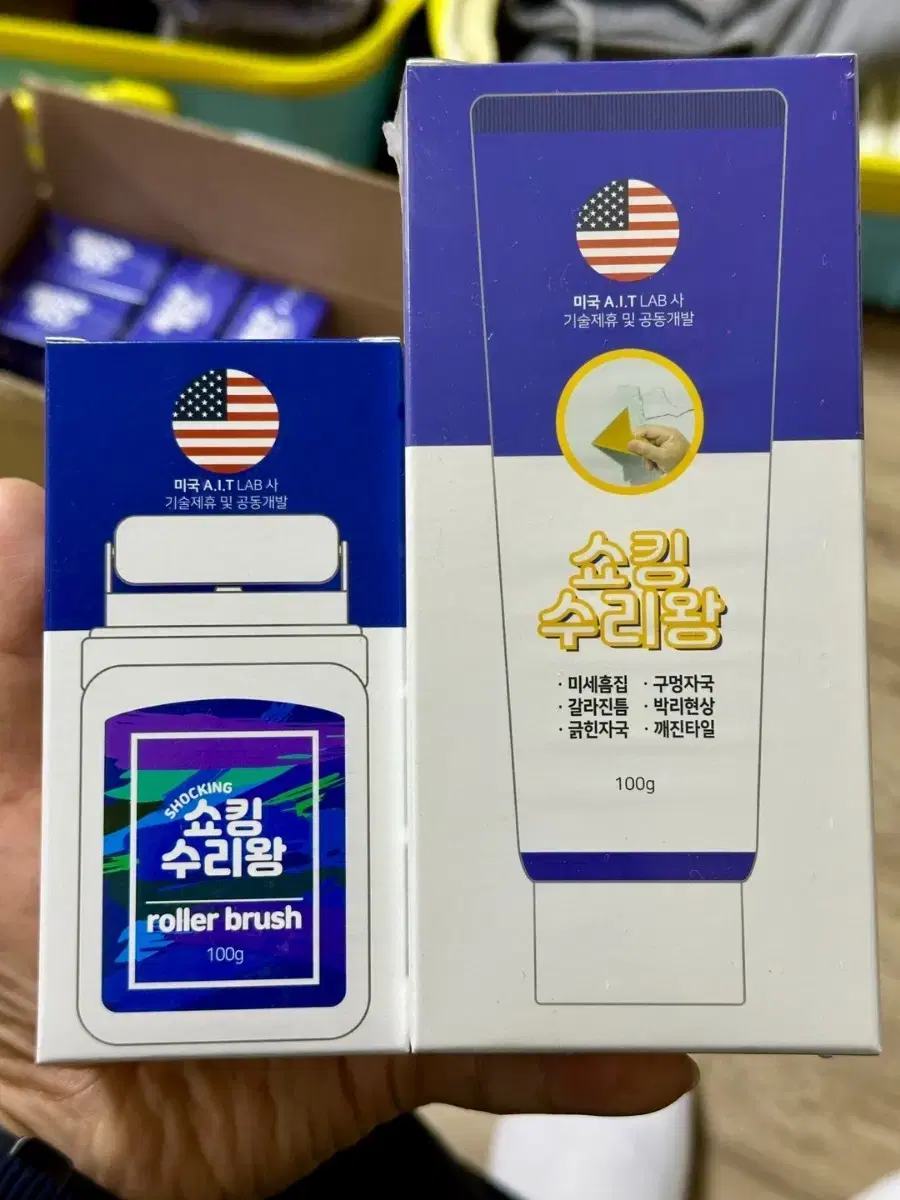 미국 A.I.T LAB 사
기술제휴 및 공동개발
SHOCKING
쇼킹
수리왕
roller brush
100g
미국 A.I.T LAB 사
기술제휴 및 공동개발
쇼킹
수리왕
· 미세흠집 · 구멍자국
· 갈라진틈 · 박리현상
· 긁힌자국 · 깨진타일
100g